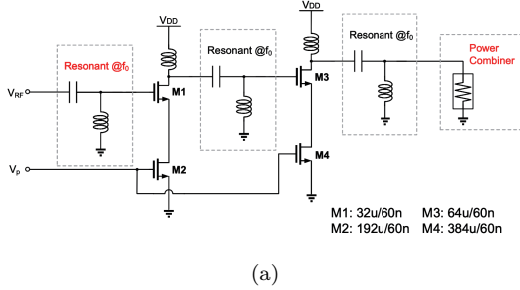 VDD
VDD
Resonant @f0
Resonant @f0
Resonant @f0
Power
Combiner
VRF
M1
M3
Vp
M2
M4
M1: 32u/60n M3: 64u/60n
M2: 192u/60n M4: 384u/60n
(a)